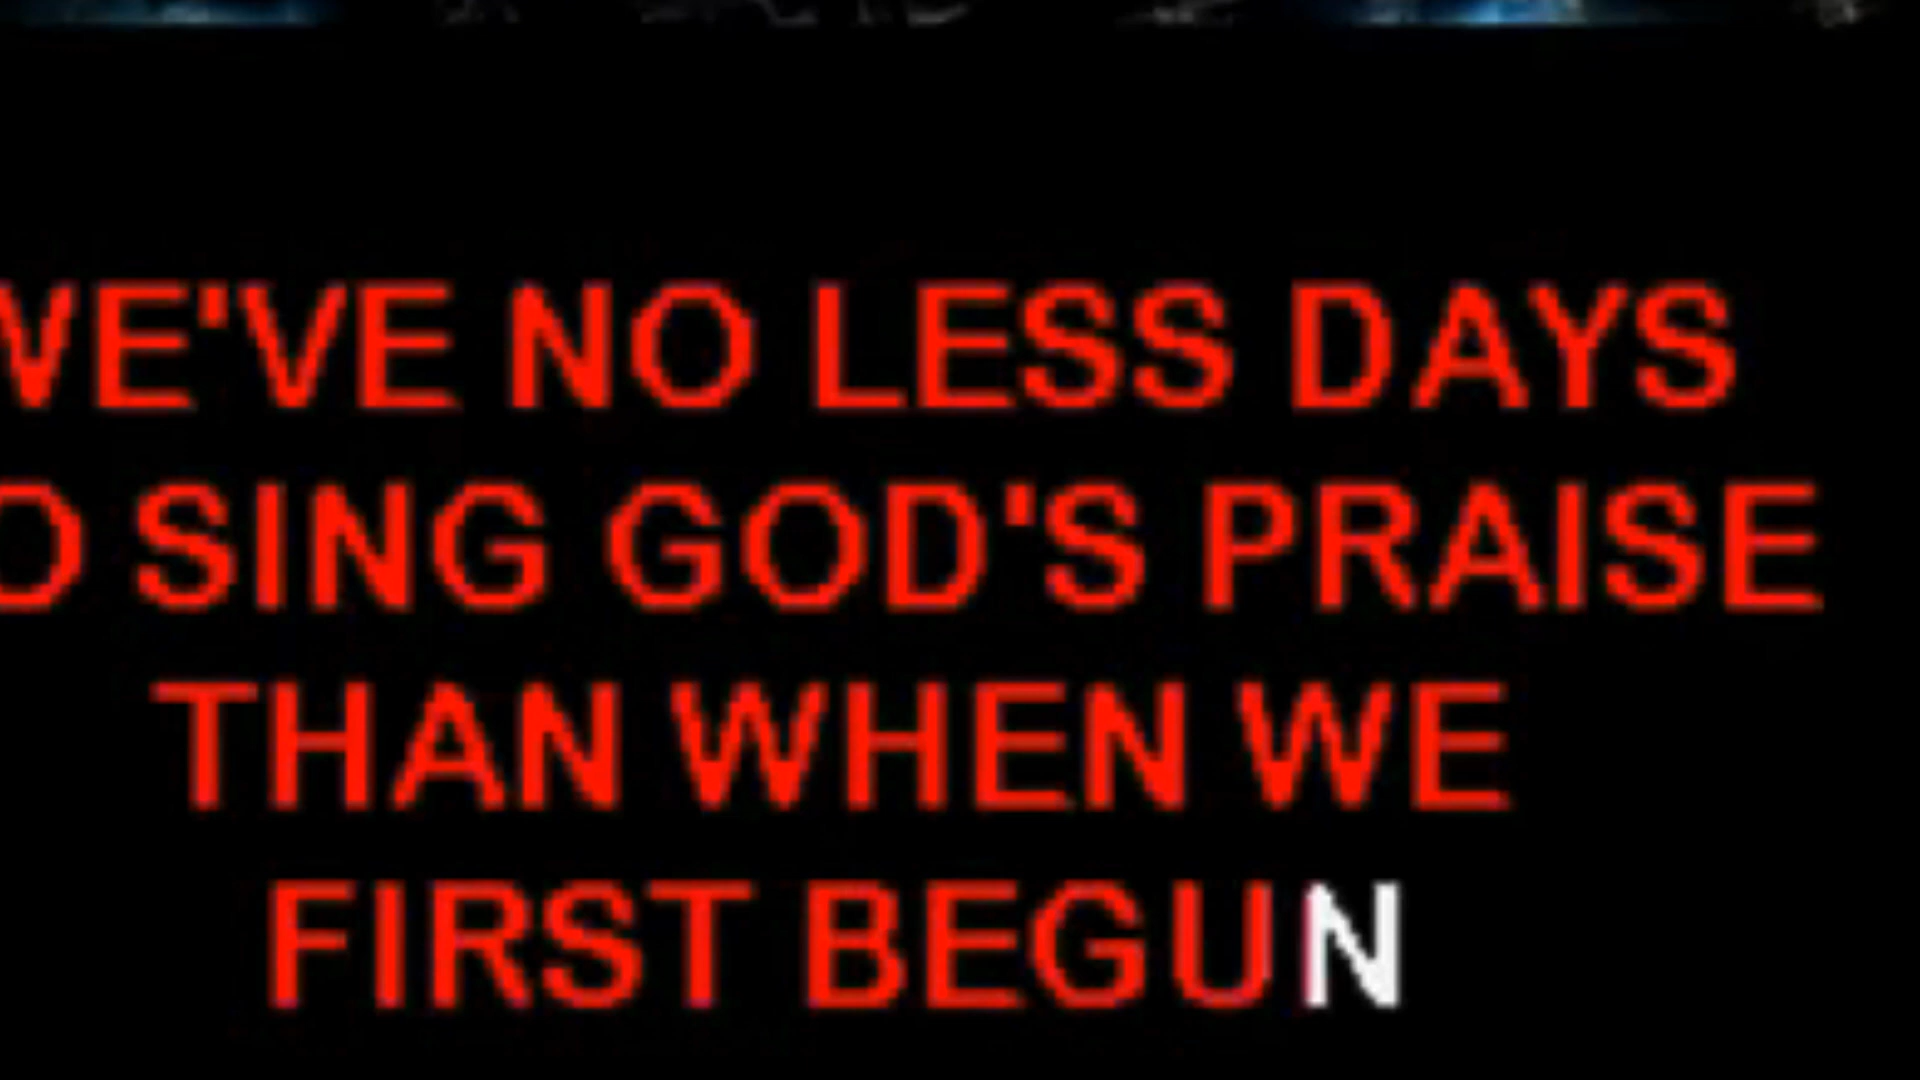 WE'VE NO LESS DAYS
O SING GOD'S PRAISE
THAN WHEN WE
FIRST BEGUN